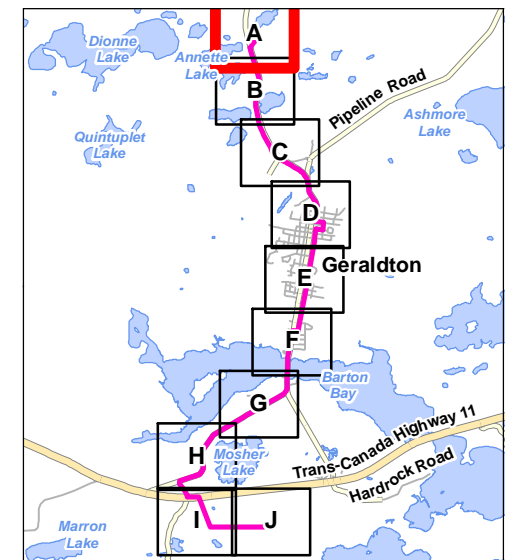 A
Dionne
Lake
Annette
Lake
B
Pipeline Road
Ashmore
Lake
Quintuplet
Lake
C
D
Geraldton
E
F
Barton
Bay
G
Trans-Canada Highway 11
H
Mosher
Lake
Hardrock Road
I
J
Marron
Lake